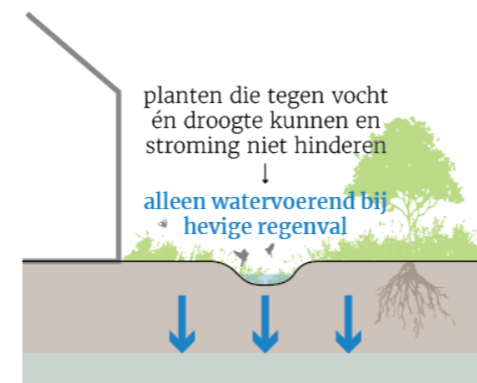 planten die tegen vocht
én droogte kunnen en
stroming niet hinderen
alleen watervoerend bij
hevige regenval